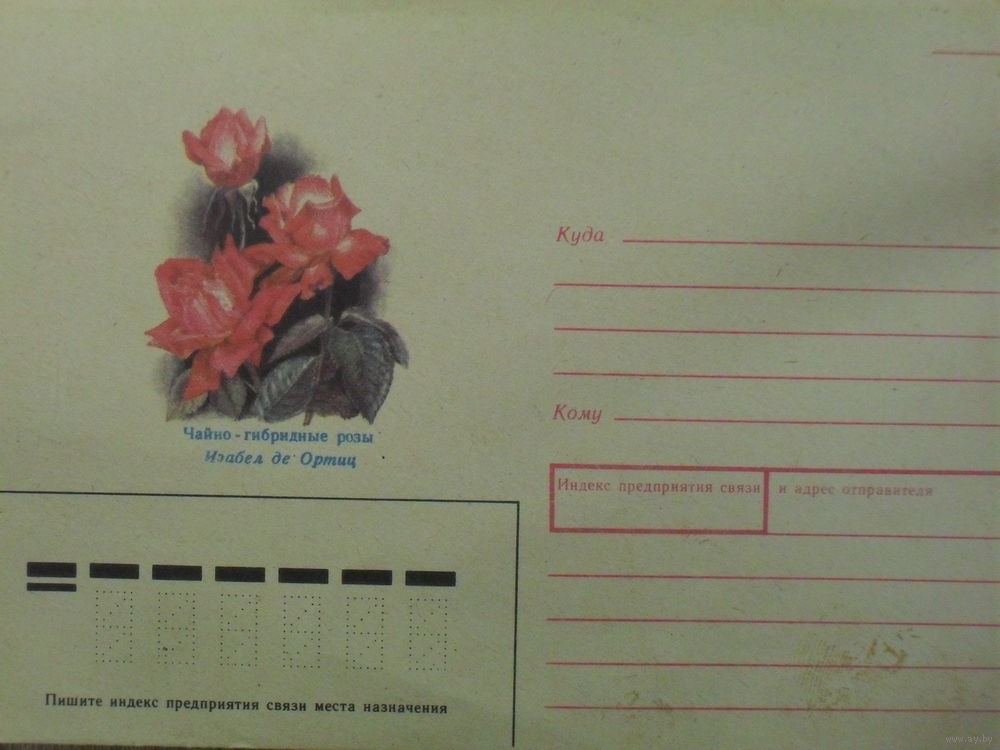 Чайно-гибридные розы
Изабел де Ортиц
Куда
Кому
Индекс предприятия связи и адрес отправителя
Пишите индекс предприятия связи места назначения
www.ay.by